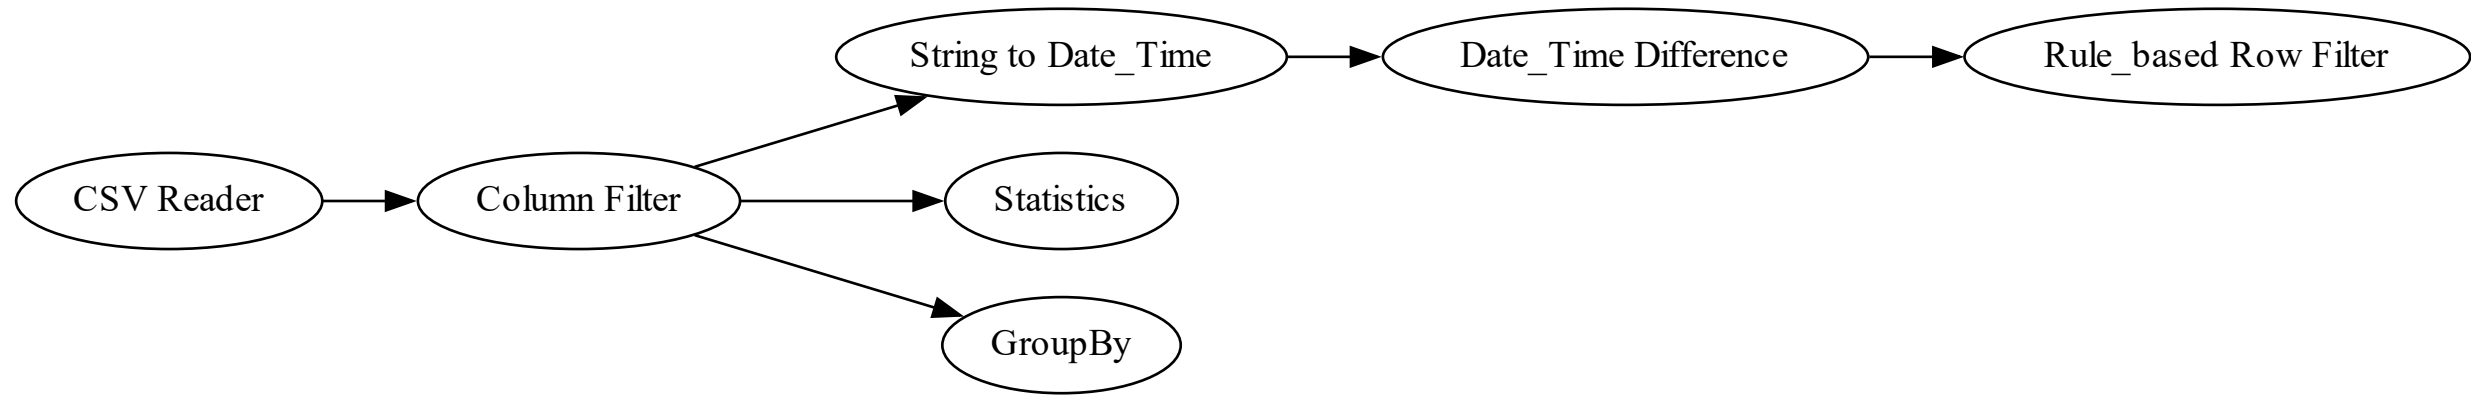 String to Date_Time
Date_Time Difference
Rule_based Row Filter
CSV Reader
Column Filter
Statistics
GroupBy